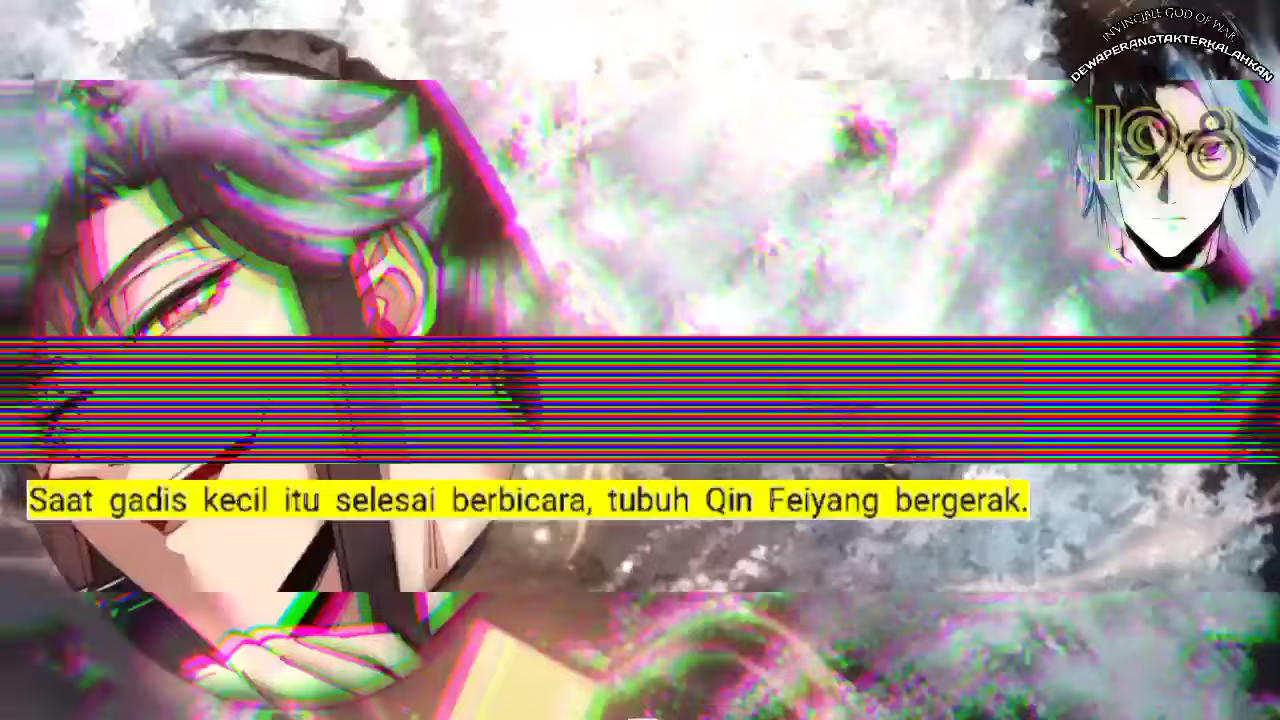 INVINCIBLE GOD OF WAR
DEWAPERANGTAKTERKALAHKAN
198
Saat gadis kecil itu selesai berbicara, tubuh Qin Feiyang bergerak.